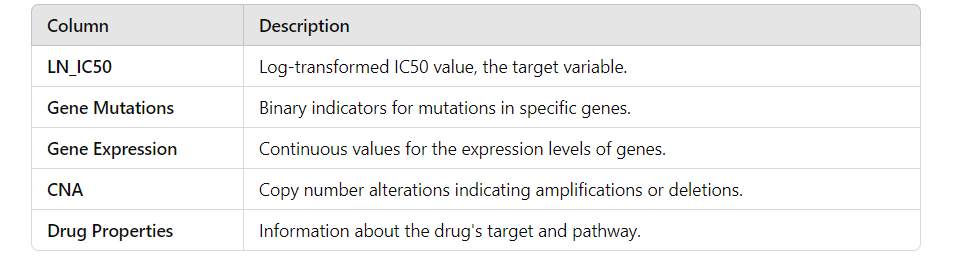 Column Description
LN_IC50 Log-transformed IC50 value, the target variable.
Gene Mutations Binary indicators for mutations in specific genes.
Gene Expression Continuous values for the expression levels of genes.
CNA Copy number alterations indicating amplifications or deletions.
Drug Properties Information about the drug's target and pathway.